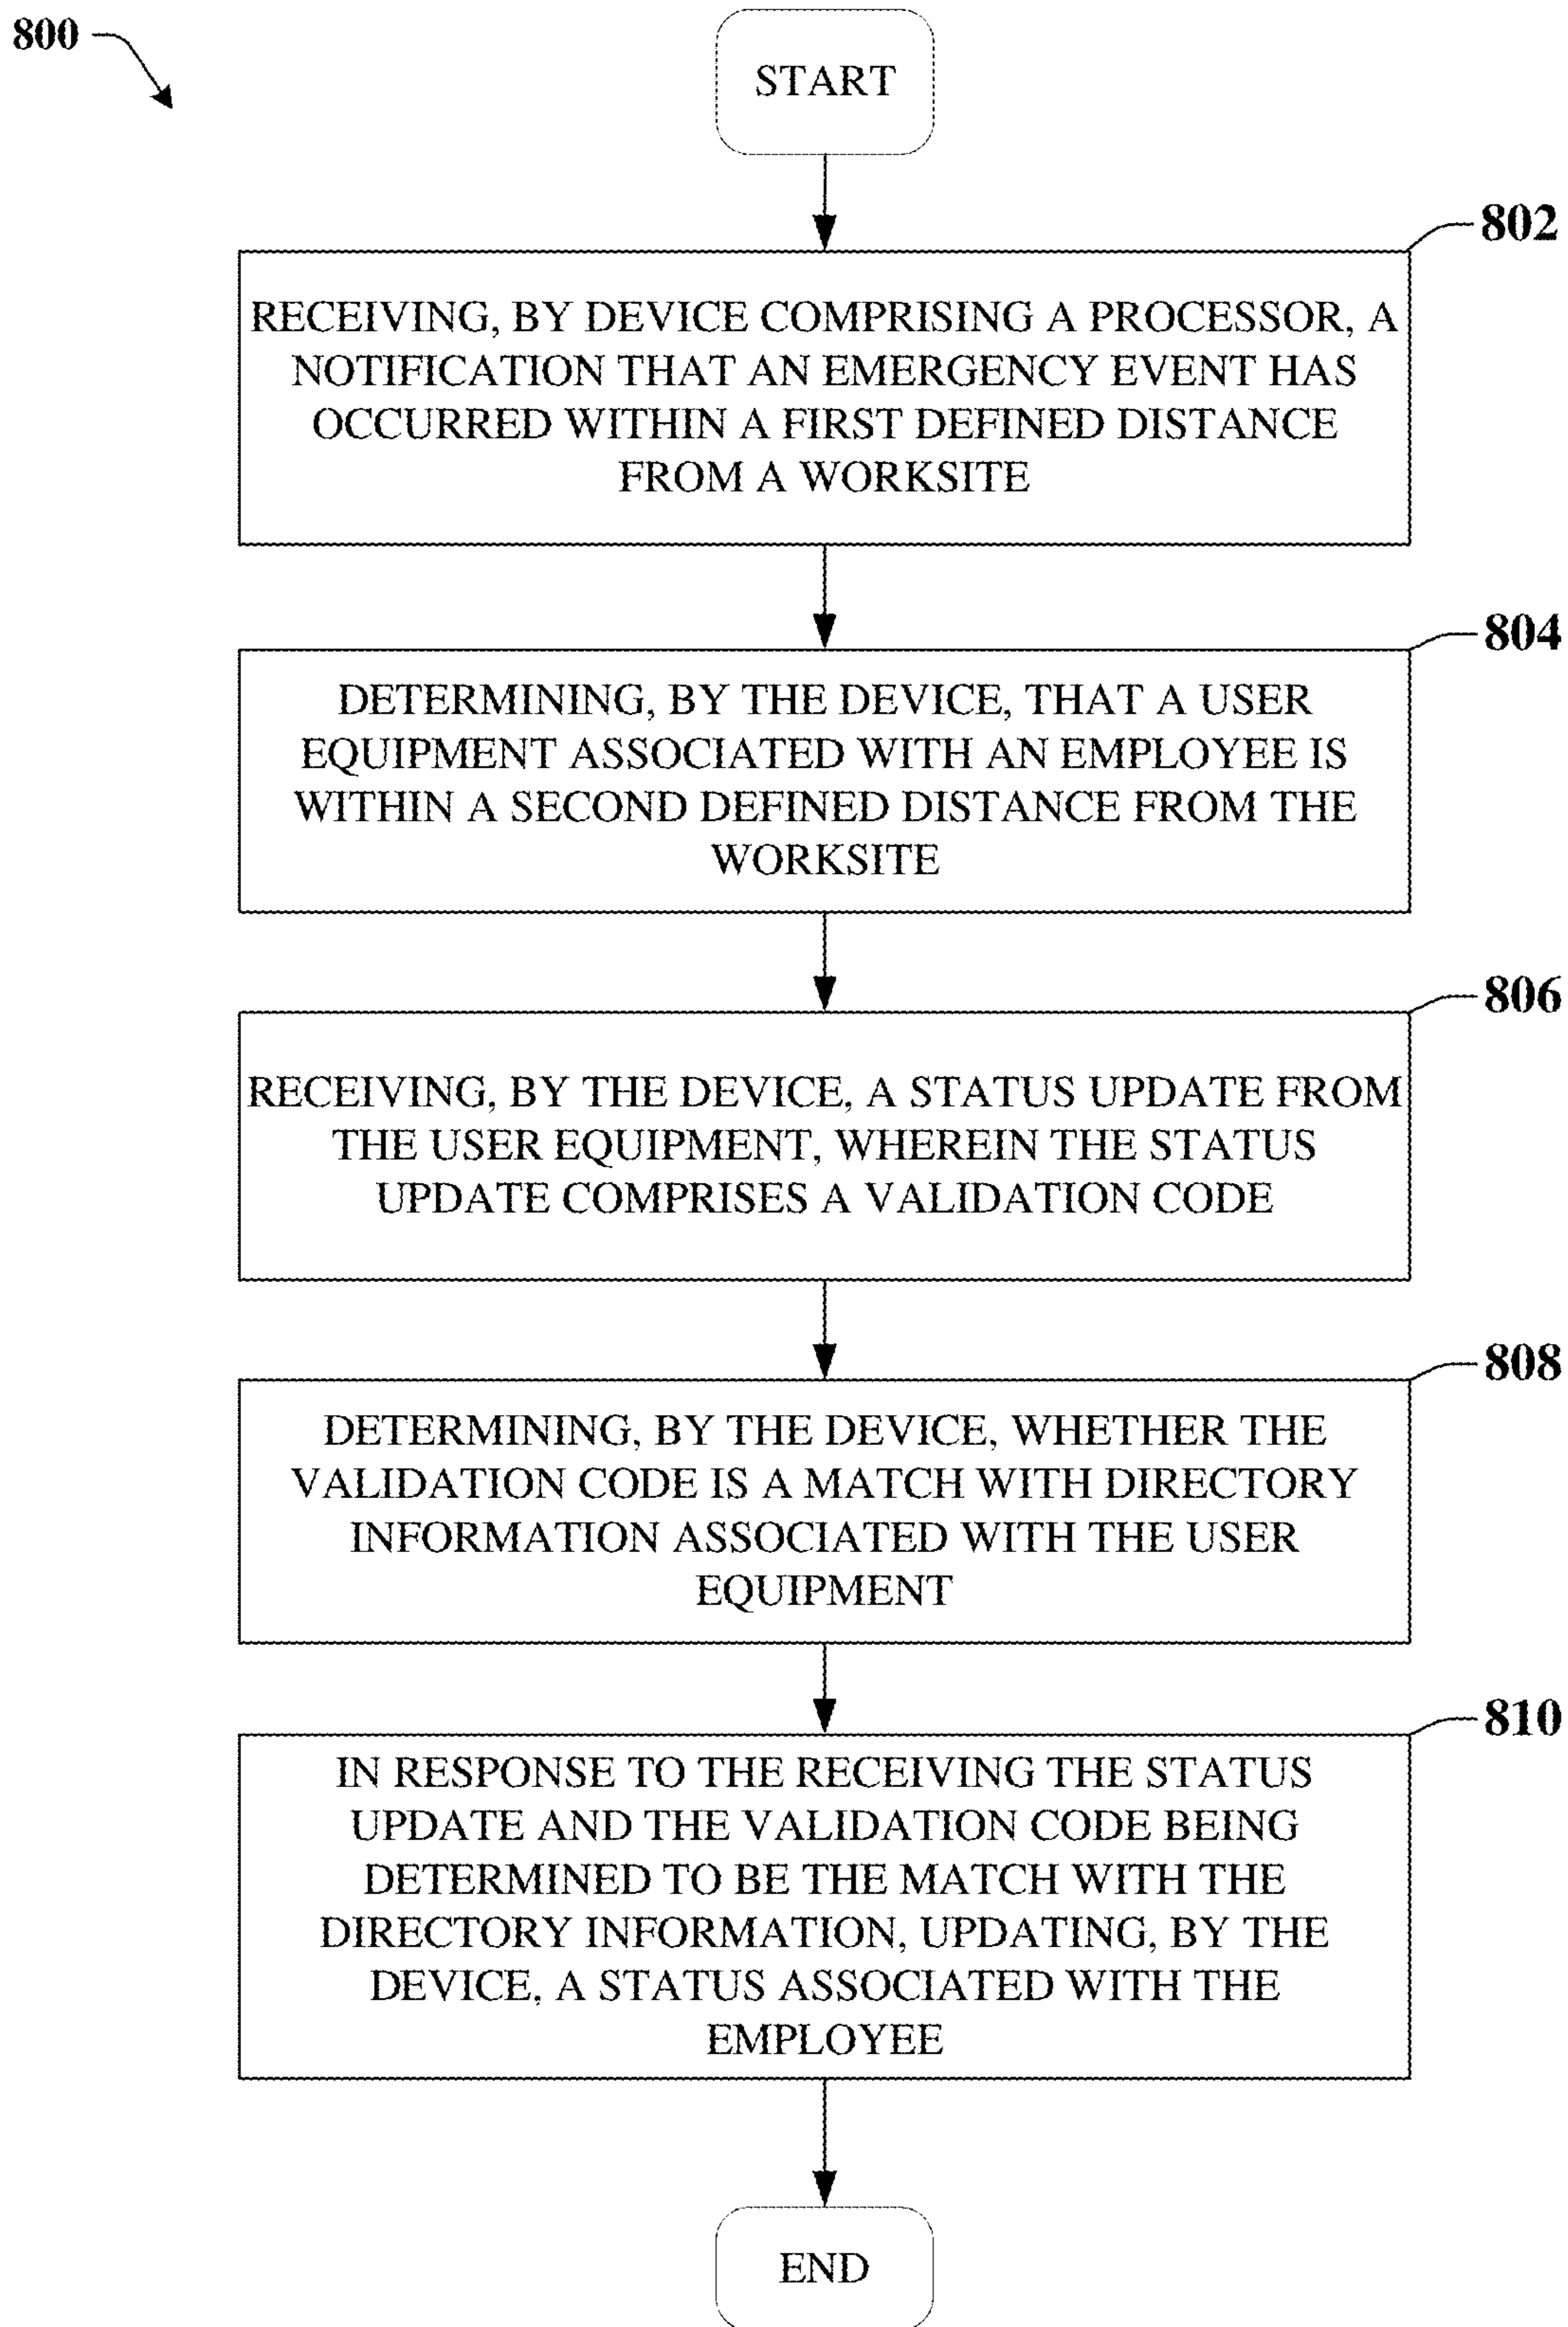 800
START
802
RECEIVING, BY DEVICE COMPRISING A PROCESSOR, A
NOTIFICATION THAT AN EMERGENCY EVENT HAS
OCCURRED WITHIN A FIRST DEFINED DISTANCE
FROM A WORKSITE
804
DETERMINING, BY THE DEVICE, THAT A USER
EQUIPMENT ASSOCIATED WITH AN EMPLOYEE IS
WITHIN A SECOND DEFINED DISTANCE FROM THE
WORKSITE
806
RECEIVING, BY THE DEVICE, A STATUS UPDATE FROM
THE USER EQUIPMENT, WHEREIN THE STATUS
UPDATE COMPRISES A VALIDATION CODE
808
DETERMINING, BY THE DEVICE, WHETHER THE
VALIDATION CODE IS A MATCH WITH DIRECTORY
INFORMATION ASSOCIATED WITH THE USER
EQUIPMENT
810
IN RESPONSE TO THE RECEIVING THE STATUS
UPDATE AND THE VALIDATION CODE BEING
DETERMINED TO BE THE MATCH WITH THE
DIRECTORY INFORMATION, UPDATING, BY THE
DEVICE, A STATUS ASSOCIATED WITH THE
EMPLOYEE
END